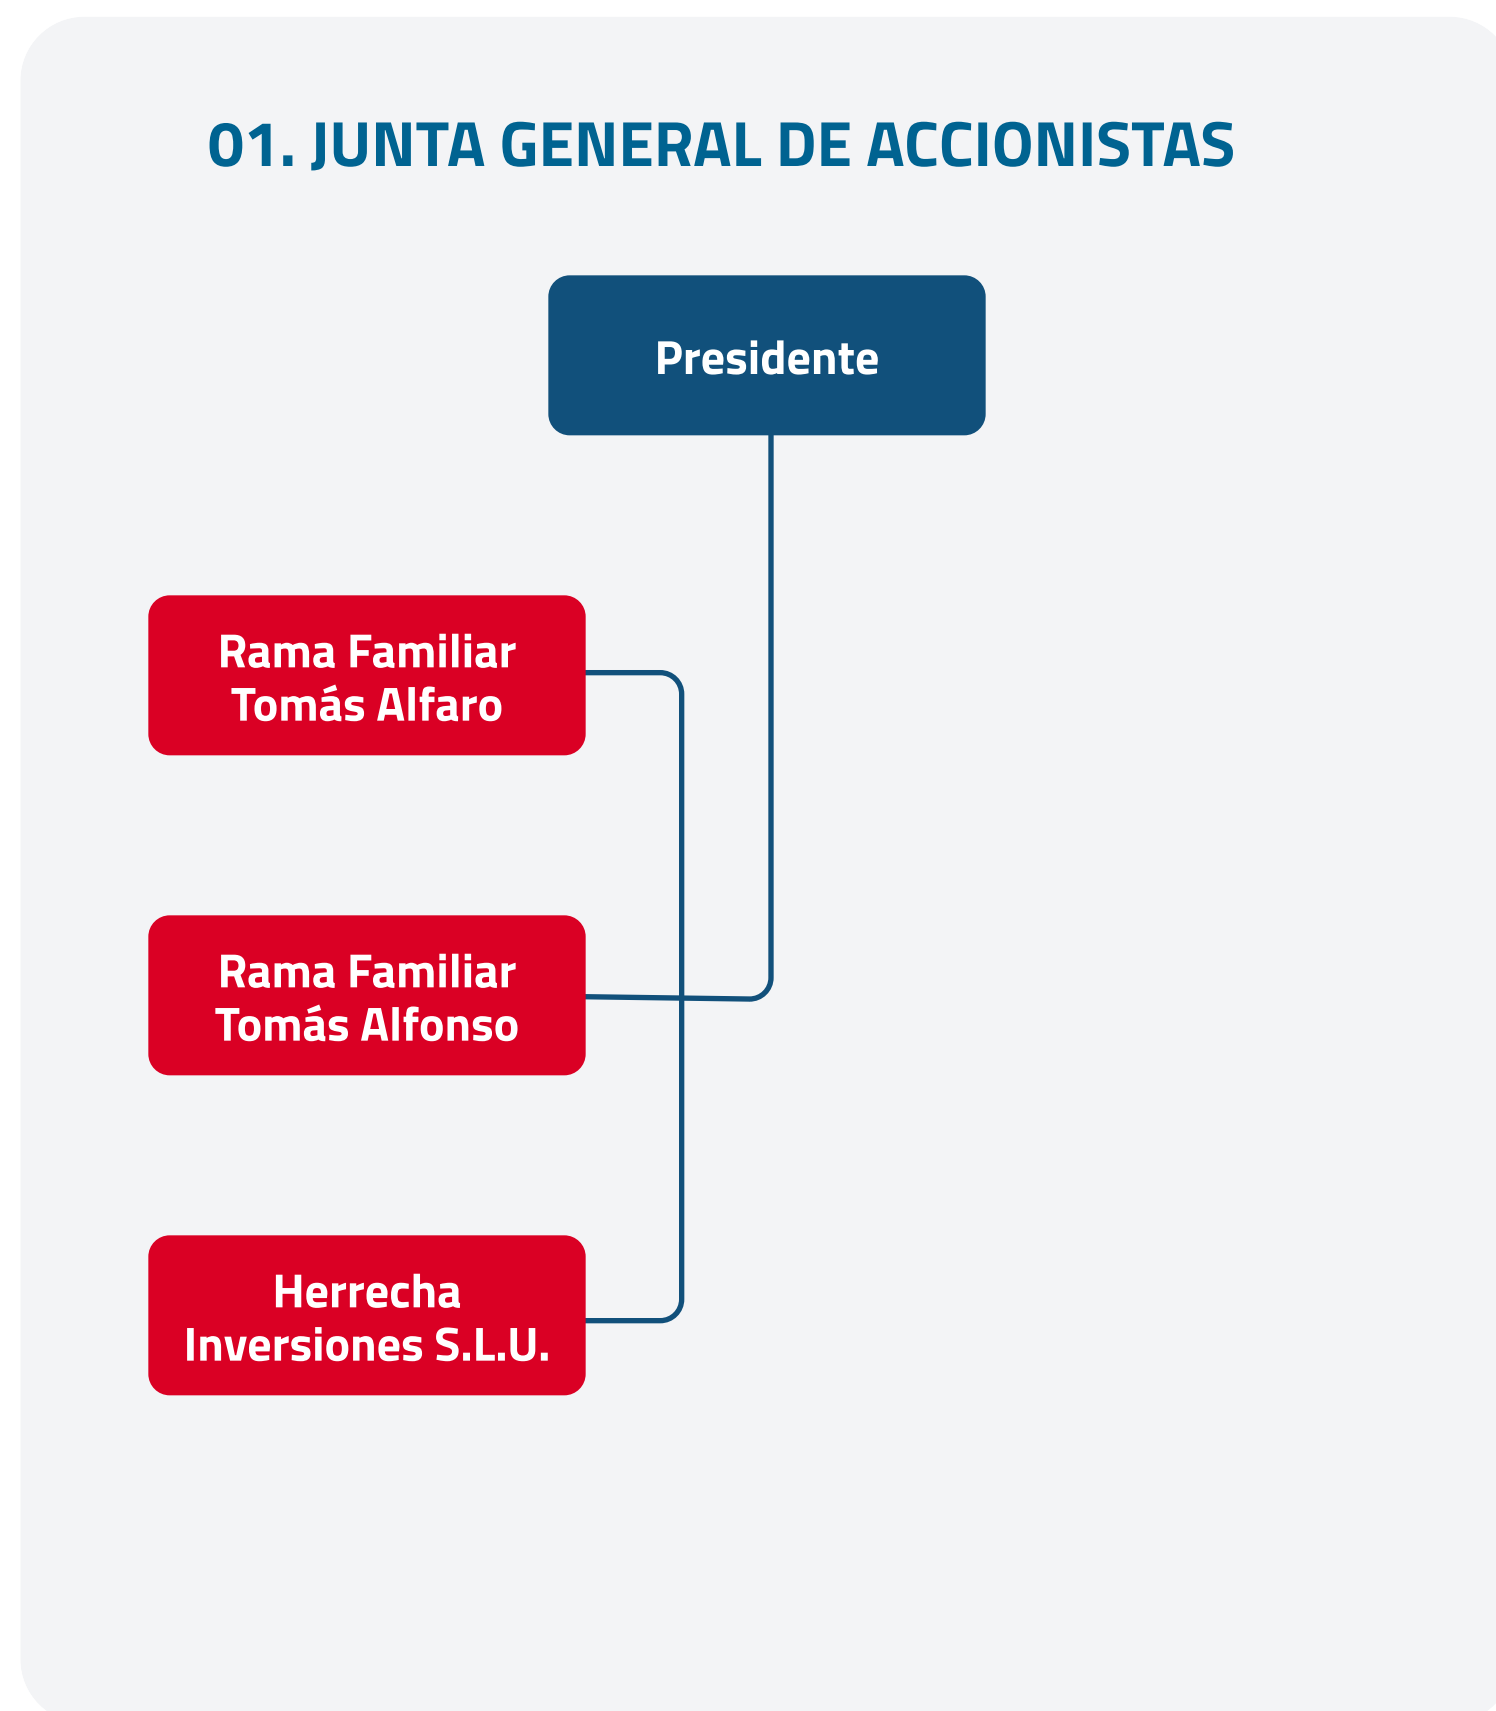 01. JUNTA GENERAL DE ACCIONISTAS
Presidente
Rama Familiar
Tomás Alfaro
Rama Familiar
Tomás Alfonso
Herrecha
Inversiones S.L.U.